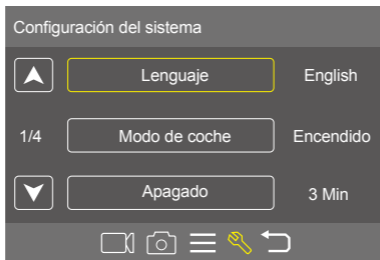 Configuración del sistema
Lenguaje English
1/4 Modo de coche Encendido
Apagado 3 Min